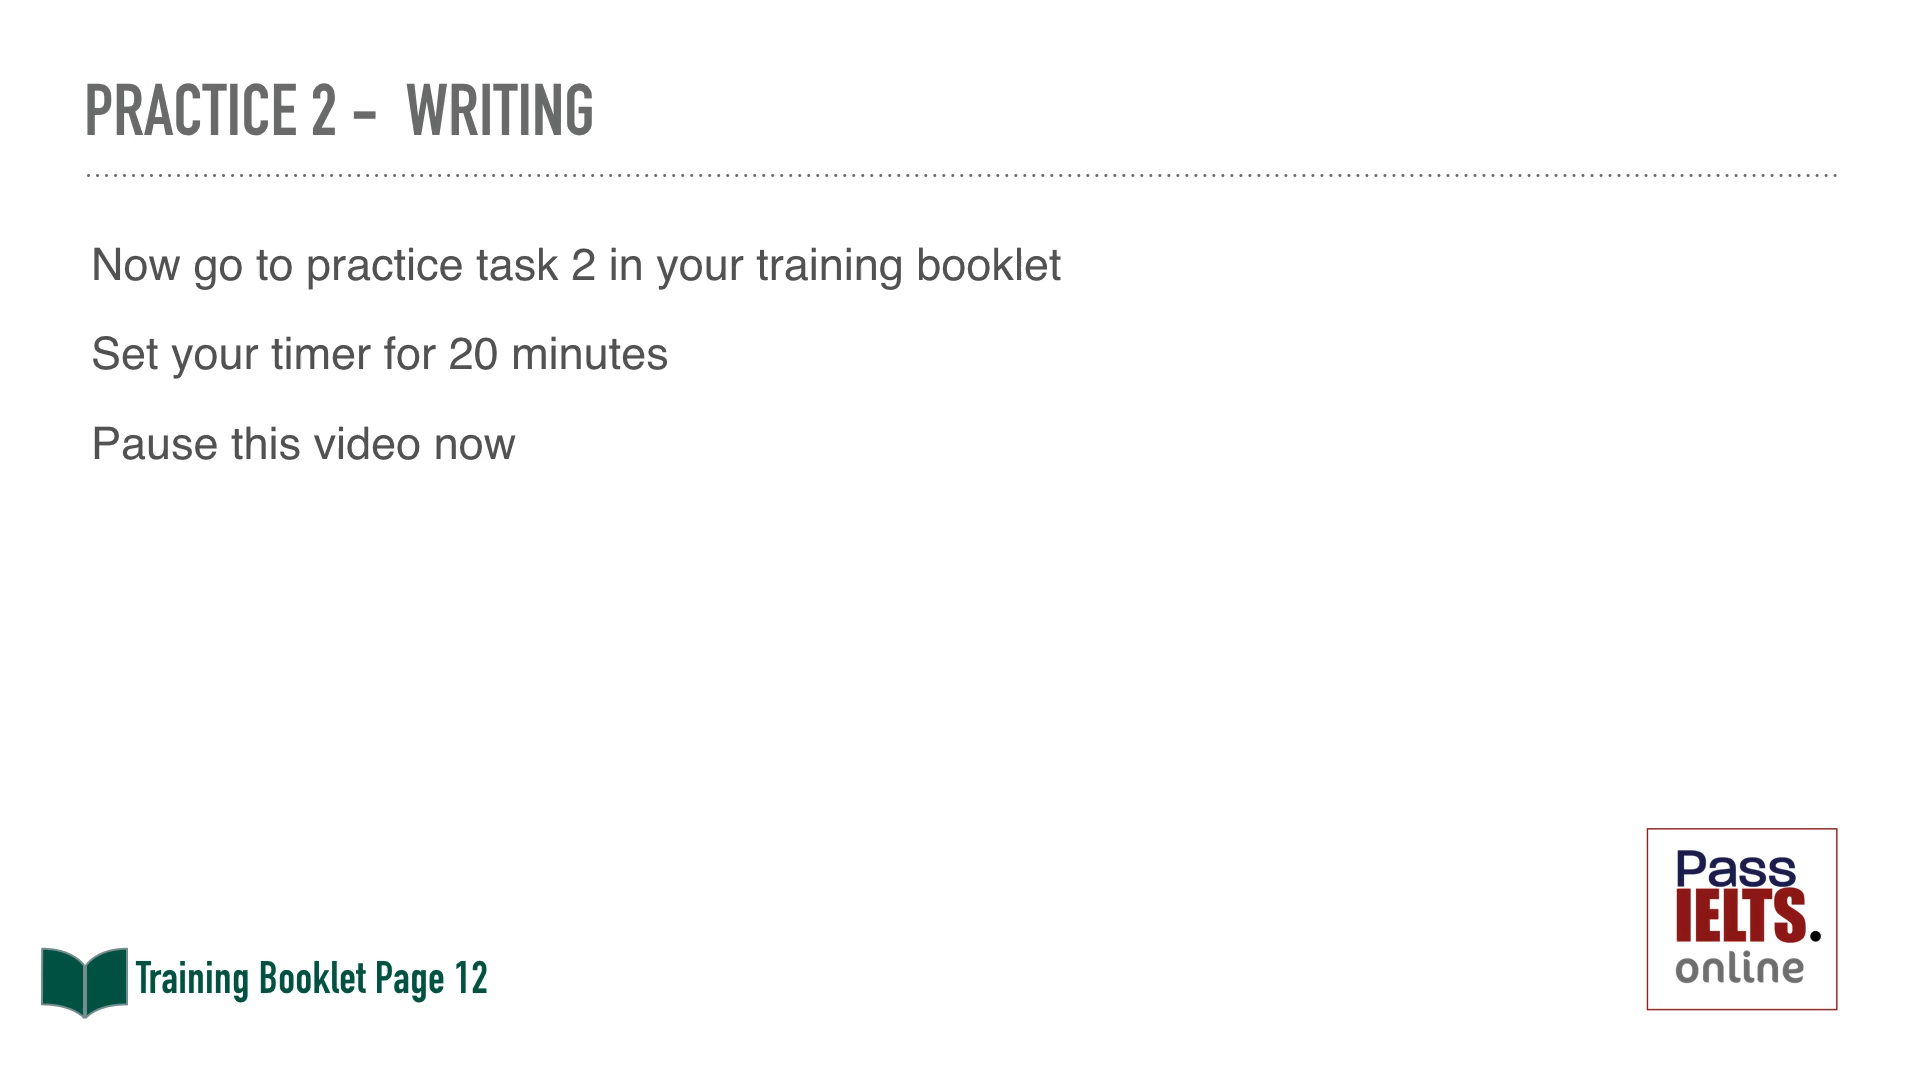 PRACTICE 2 - WRITING
Now go to practice task 2 in your training booklet
Set your timer for 20 minutes
Pause this video now
Training Booklet Page 12
Pass
IELTS.
online